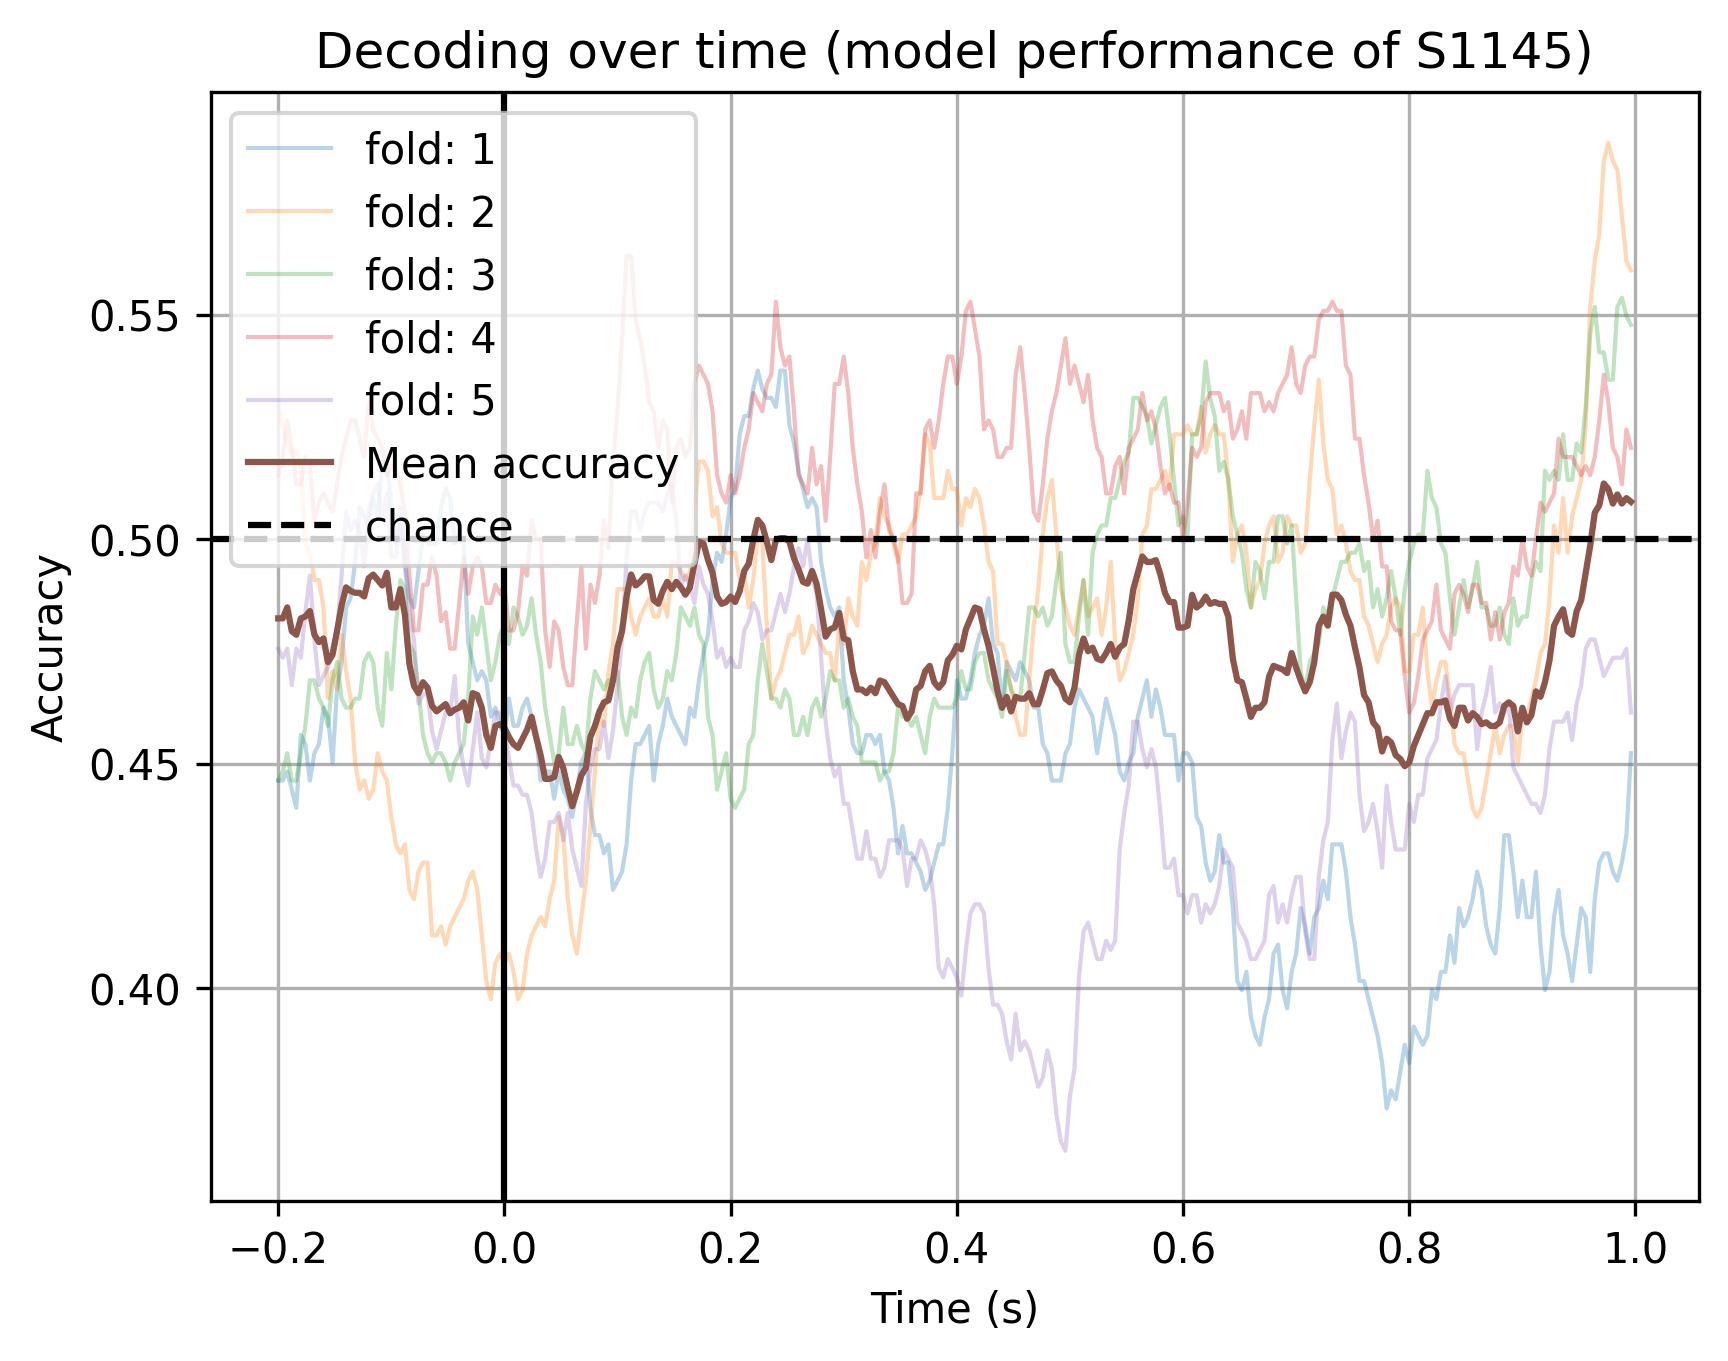 Decoding over time (model performance of S1145)
fold: 1
fold: 2
fold: 3
fold: 4
fold: 5
Mean accuracy
chance
Accuracy
0.55
0.50
0.45
0.40
−0.2 0.0 0.2 0.4 0.6 0.8 1.0
Time (s)